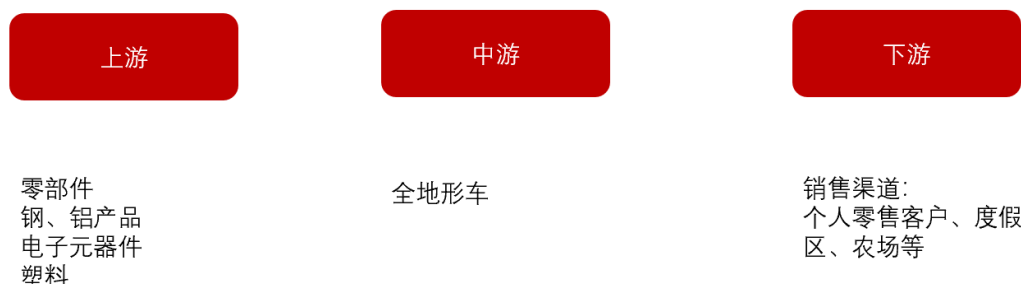 上游
中游
下游
零部件
钢、铝产品
电子元器件
塑料
全地形车
销售渠道：
个人零售客户、度假
区、农场等